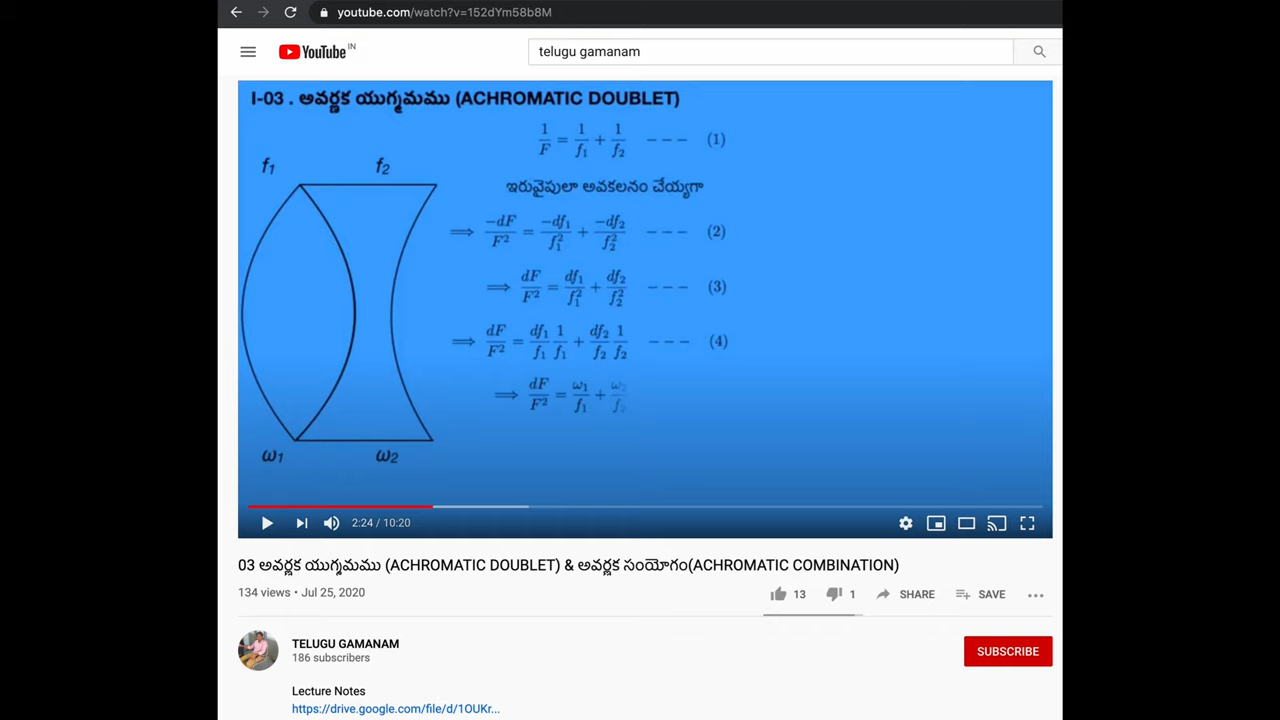 youtube.com/watch?v=152dYm58b8M
YouTube IN
telugu gamanam
I-03 . అవర్ణక యుగ్మమము (ACHROMATIC DOUBLET)
1/F = 1/f₁ + 1/f₂ --- (1)
f₁ f₂
ఇరువైపులా అవకలనం చేయ్యగా
⟹ -dF/F² = -df₁/f₁² + -df₂/f₂² --- (2)
⟹ dF/F² = df₁/f₁² + df₂/f₂² --- (3)
⟹ dF/F² = df₁/f₁ 1/f₁ + df₂/f₂ 1/f₂ --- (4)
⟹ dF/F² = ω₁/f₁ + ω₂/f₂
ω₁ ω₂
2:24 / 10:20
03 అవర్ణక యుగ్మమము (ACHROMATIC DOUBLET) & అవర్ణక సంయోగం(ACHROMATIC COMBINATION)
134 views • Jul 25, 2020
13 1 SHARE SAVE
TELUGU GAMANAM
186 subscribers
SUBSCRIBE
Lecture Notes
https://drive.google.com/file/d/1OUKr...